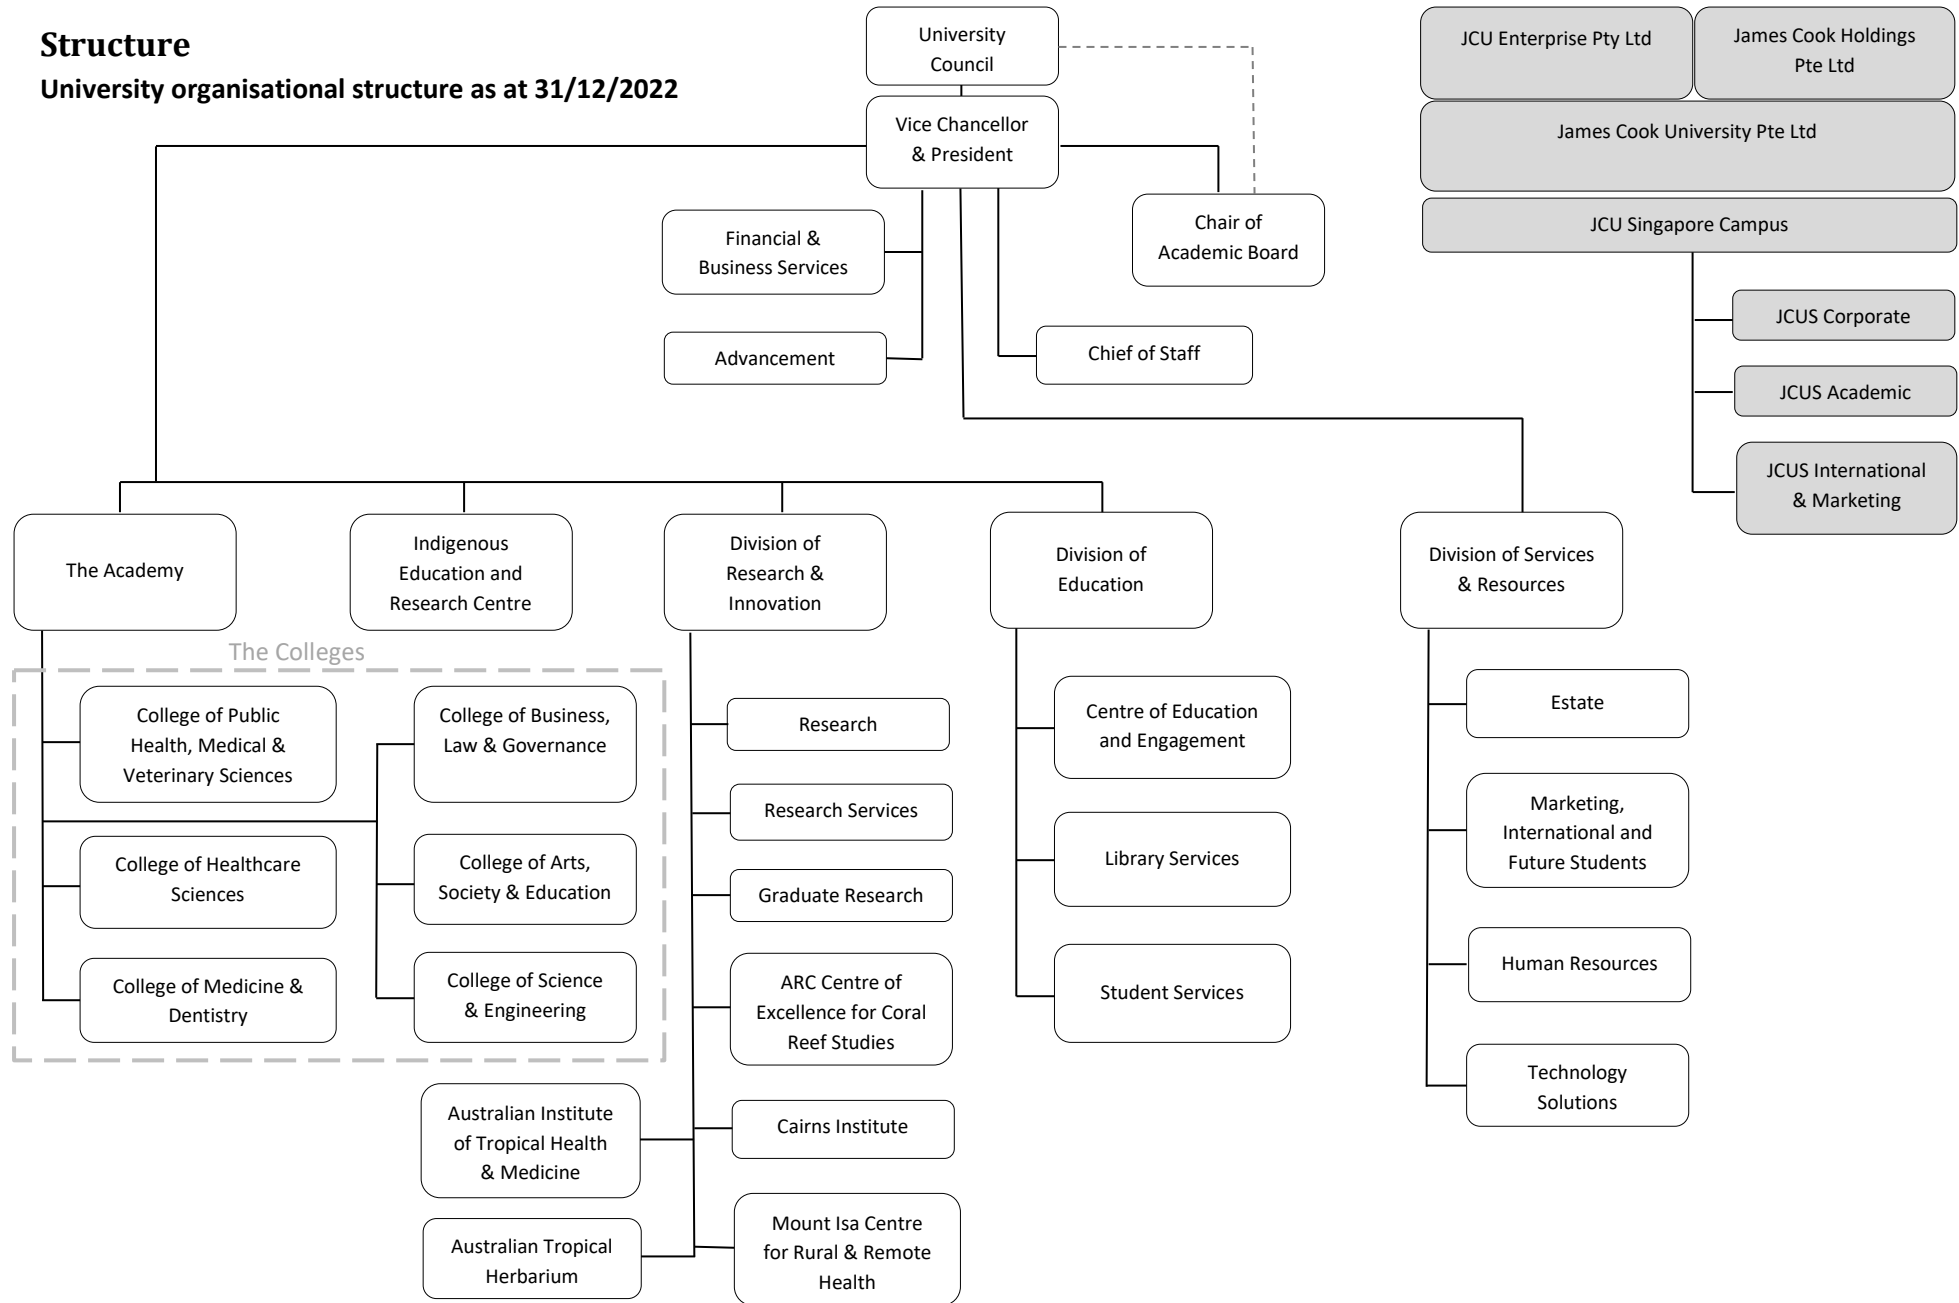 Structure
University organisational structure as at 31/12/2022
University
Council
Vice Chancellor
& President
JCU Enterprise Pty Ltd
James Cook Holdings
Pte Ltd
James Cook University Pte Ltd
JCU Singapore Campus
JCUS Corporate
JCUS Academic
JCUS International
& Marketing
Financial &
Business Services
Chair of
Academic Board
Advancement
Chief of Staff
The Academy
Indigenous
Education and
Research Centre
Division of
Research &
Innovation
Division of
Education
Division of Services
& Resources
The Colleges
College of Public
Health, Medical &
Veterinary Sciences
College of Healthcare
Sciences
College of Medicine &
Dentistry
College of Business,
Law & Governance
College of Arts,
Society & Education
College of Science
& Engineering
Research
Research Services
Graduate Research
ARC Centre of
Excellence for Coral
Reef Studies
Australian Institute
of Tropical Health
& Medicine
Cairns Institute
Australian Tropical
Herbarium
Mount Isa Centre
for Rural & Remote
Health
Centre of Education
and Engagement
Library Services
Student Services
Estate
Marketing,
International and
Future Students
Human Resources
Technology
Solutions